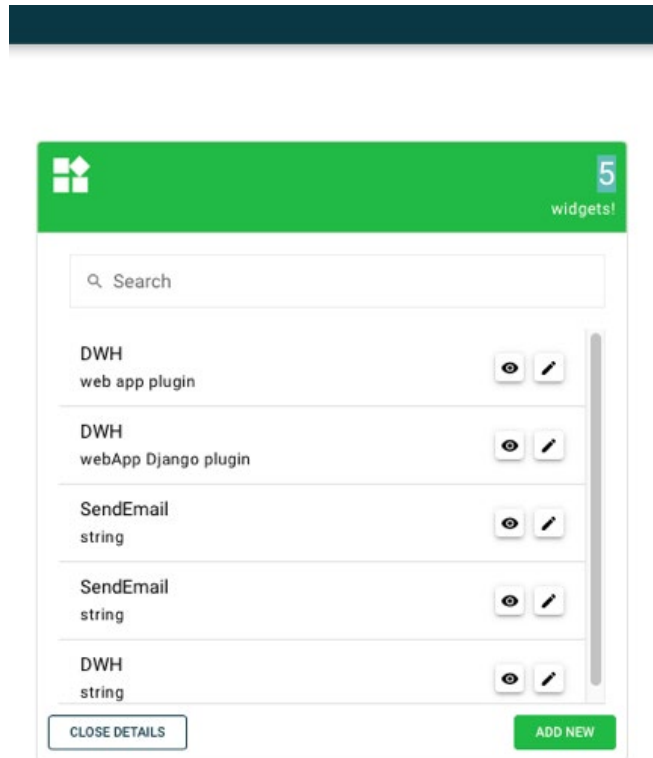 5
widgets!
Search
DWH
web app plugin
DWH
webApp Django plugin
SendEmail
string
SendEmail
string
DWH
string
CLOSE DETAILS
ADD NEW